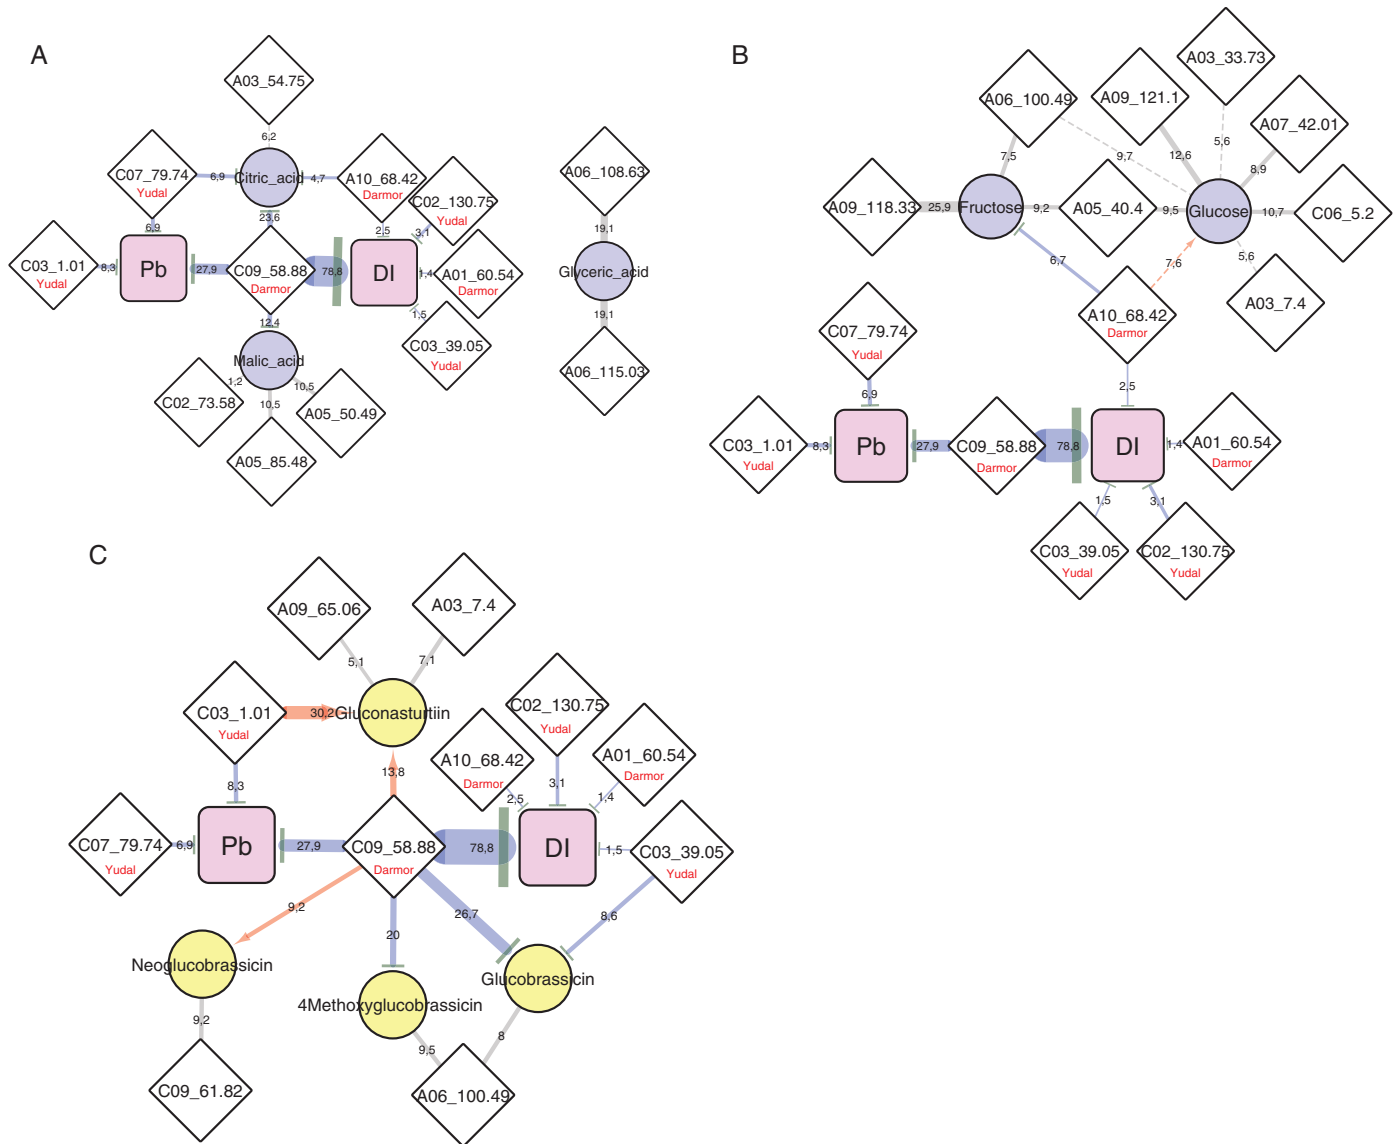 A
A03_54.75
6,2
C07_79.74
Yudal
6,9
Citric_acid
4,7
A10_68.42
Darmor
C02_130.75
Yudal
6,9
23,6
2,5
3,1
C03_1.01
Yudal
8,3
Pb
27,9
C09_58.88
Darmor
78,8
DI
1,4
A01_60.54
Darmor
12,4
1,5
C03_39.05
Yudal
Malic_acid
1,2
10,5
10,5
C02_73.58
A05_50.49
A05_85.48
A06_108.63
19,1
Glyceric_acid
19,1
A06_115.03
B
A03_33.73
A06_100.49
A09_121.1
A07_42.01
7,5
9,7
12,6
5,6
8,9
A09_118.33
25,9
Fructose
9,2
A05_40.4
9,5
Glucose
10,7
C06_5.2
6,7
7,6
5,6
A03_7.4
A10_68.42
Darmor
C07_79.74
Yudal
6,9
2,5
C03_1.01
Yudal
8,3
Pb
27,9
C09_58.88
Darmor
78,8
DI
1,4
A01_60.54
Darmor
1,5
3,1
C03_39.05
Yudal
C02_130.75
Yudal
C
A09_65.06
A03_7.4
5,1
7,1
C03_1.01
Yudal
30,2
Gluconasturtiin
C02_130.75
Yudal
A10_68.42
Darmor
A01_60.54
Darmor
8,3
13,8
2,5
3,1
1,4
C07_79.74
Yudal
6,9
Pb
27,9
C09_58.88
Darmor
78,8
DI
1,5
C03_39.05
Yudal
9,2
20
26,7
8,6
Neoglucobrassicin
4Methoxyglucobrassicin
Glucobrassicin
9,2
9,5
8
C09_61.82
A06_100.49